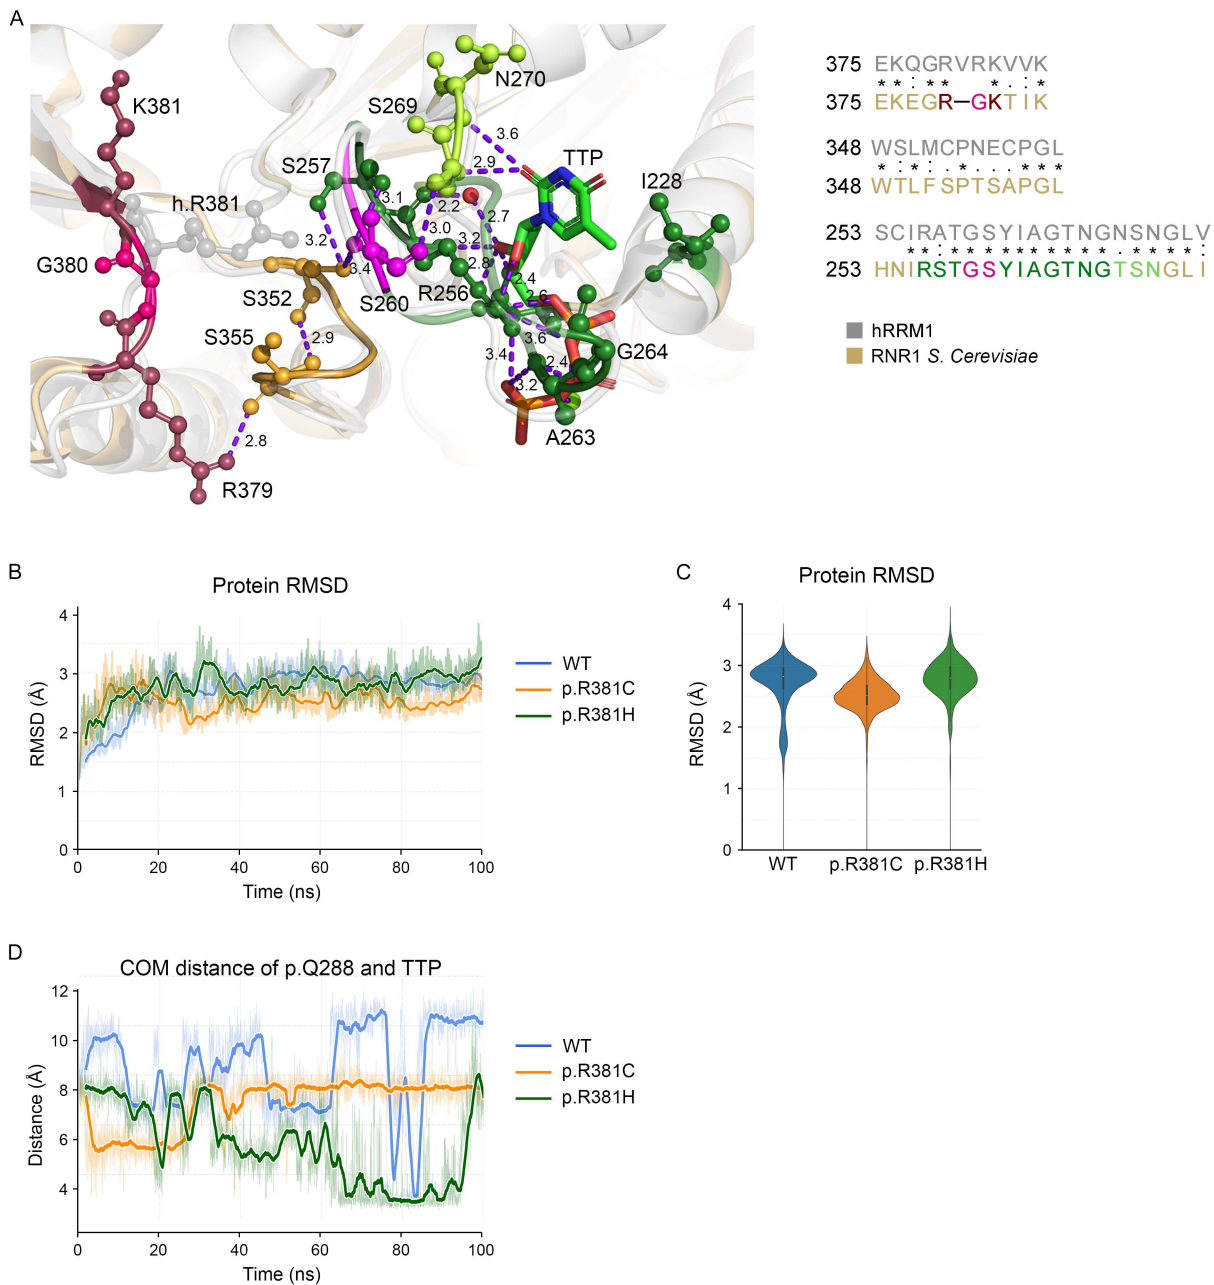 A
K381
N270
S269
3.6
TTP
S257
2.9
I228
3.1
h.R381
2.2
2.7
3.0
3.2
3.2
G380
3.4
2.8
S352
S260
R256
2.4
2.6
S355
2.9
3.6
G264
3.4
2.4
3.2
A263
2.8
R379
375 EKQGRVRKVVK
* * : * * * . : *
375 EKEGR–GKTIK
348 WSLMCPNECPGL
* : * : . * . * * *
348 WTLFSPTSAPGL
253 SCIRATGSYIAGTNGNSNGLV
* * : * * * * * * * * * * . * * * * :
253 HNIRSTGSYIAGTNGTSNGLI
hRRM1
RNR1 S. Cerevisiae
B
Protein RMSD
4
3
2
1
0
RMSD (Å)
0 20 40 60 80 100
Time (ns)
WT
p.R381C
p.R381H
C
Protein RMSD
4
3
2
1
0
RMSD (Å)
WT p.R381C p.R381H
D
COM distance of p.Q288 and TTP
12
10
8
6
4
Distance (Å)
0 20 40 60 80 100
Time (ns)
WT
p.R381C
p.R381H